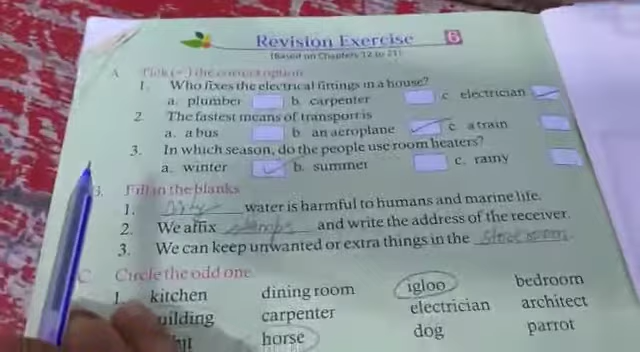 Revision Exercise 6
(Based on Chapters 12 to 21)
A. Tick (✓) the correct option
1. Who fixes the electrical fittings in a house?
a. plumber b. carpenter c. electrician
2. The fastest means of transport is
a. a bus b. an aeroplane c. a train
3. In which season, do the people use room heaters?
a. winter b. summer c. rainy
B. Fill in the blanks
1. Dirty water is harmful to humans and marine life.
2. We affix stamps and write the address of the receiver.
3. We can keep unwanted or extra things in the store room.
C. Circle the odd one
1. kitchen dining room igloo bedroom
uilding carpenter electrician architect
horse dog parrot